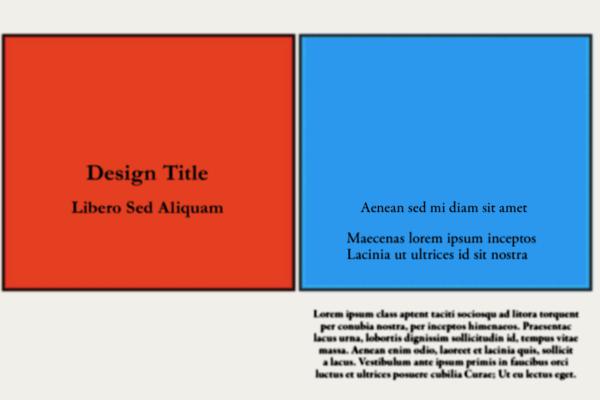 Design Title
Libero Sed Aliquam
Aenean sed mi diam sit amet
Maecenas lorem ipsum inceptos
Lacinia ut ultrices id sit nostra
Lorem ipsum class aptent taciti sociosqu ad litora torquent
per conubia nostra, per inceptos himenaeos. Praesentac
lacus urna, lobortis dignissim sollicitudin id, tempus vitae
massa. Aenean enim odio, laoreet et lacinia quis, sollicit
a lacus. Vestibulum ante ipsum primis in faucibus orci
luctus et ultrices posuere cubilia Curae; Ut eu lectus eget.